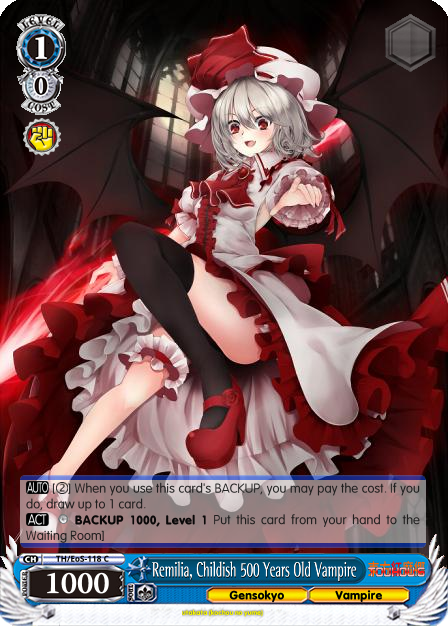 LEVEL
1
0
COST
AUTO [②] When you use this card's BACKUP, you may pay the cost. If you
do, draw up to 1 card.
ACT BACKUP 1000, Level 1 Put this card from your hand to the
Waiting Room]
CH TH/EoS-118 C
POWER 1000 SOUL
Remilia, Childish 500 Years Old Vampire
Gensokyo Vampire